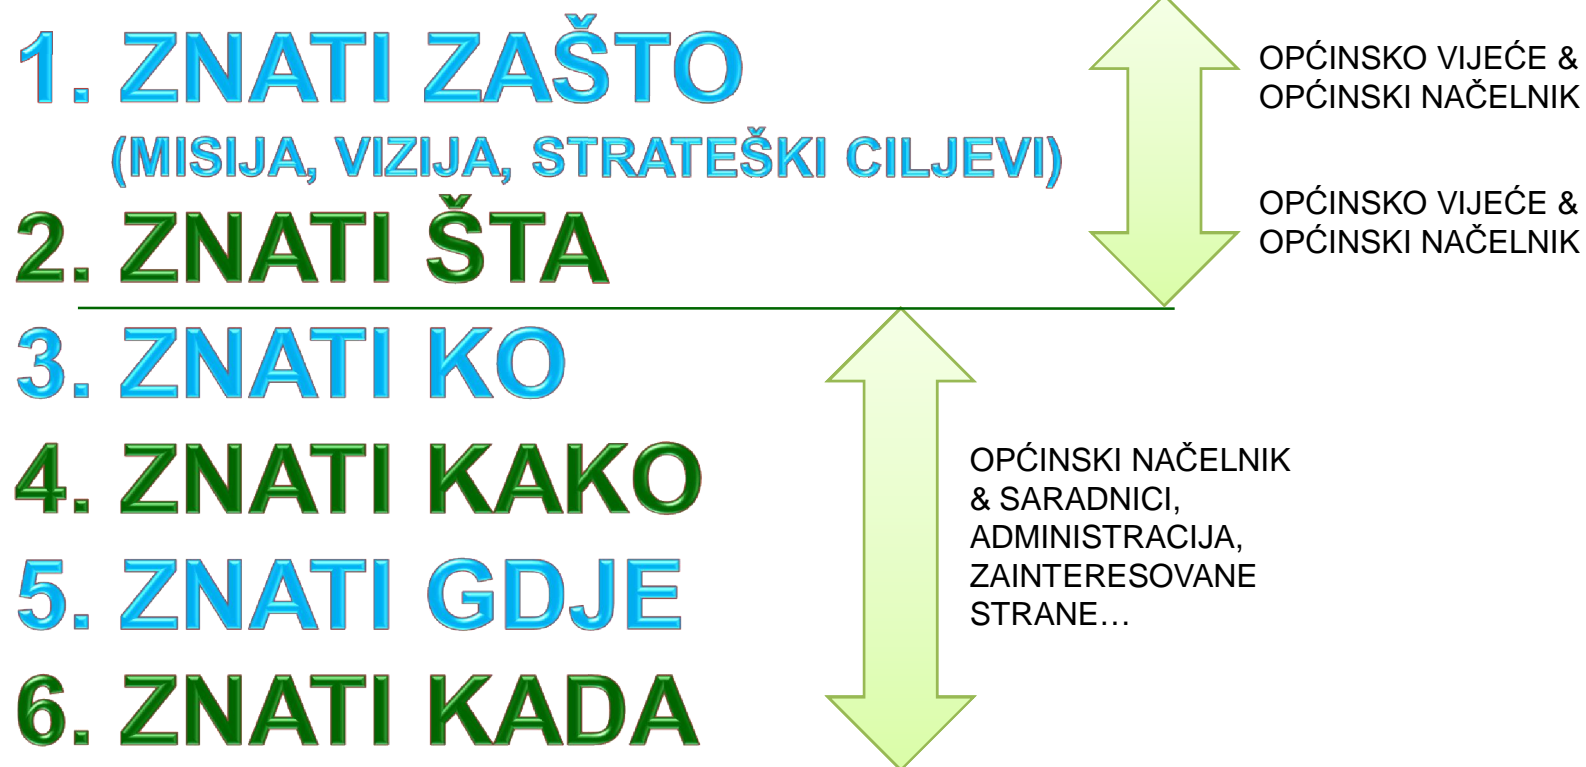 1. ZNATI ZAŠTO
(MISIJA, VIZIJA, STRATEŠKI CILJEVI)
OPĆINSKO VIJEĆE &
OPĆINSKI NAČELNIK
2. ZNATI ŠTA
OPĆINSKO VIJEĆE &
OPĆINSKI NAČELNIK
3. ZNATI KO
4. ZNATI KAKO
5. ZNATI GDJE
6. ZNATI KADA
OPĆINSKI NAČELNIK
& SARADNICI,
ADMINISTRACIJA,
ZAINTERESOVANE
STRANE…